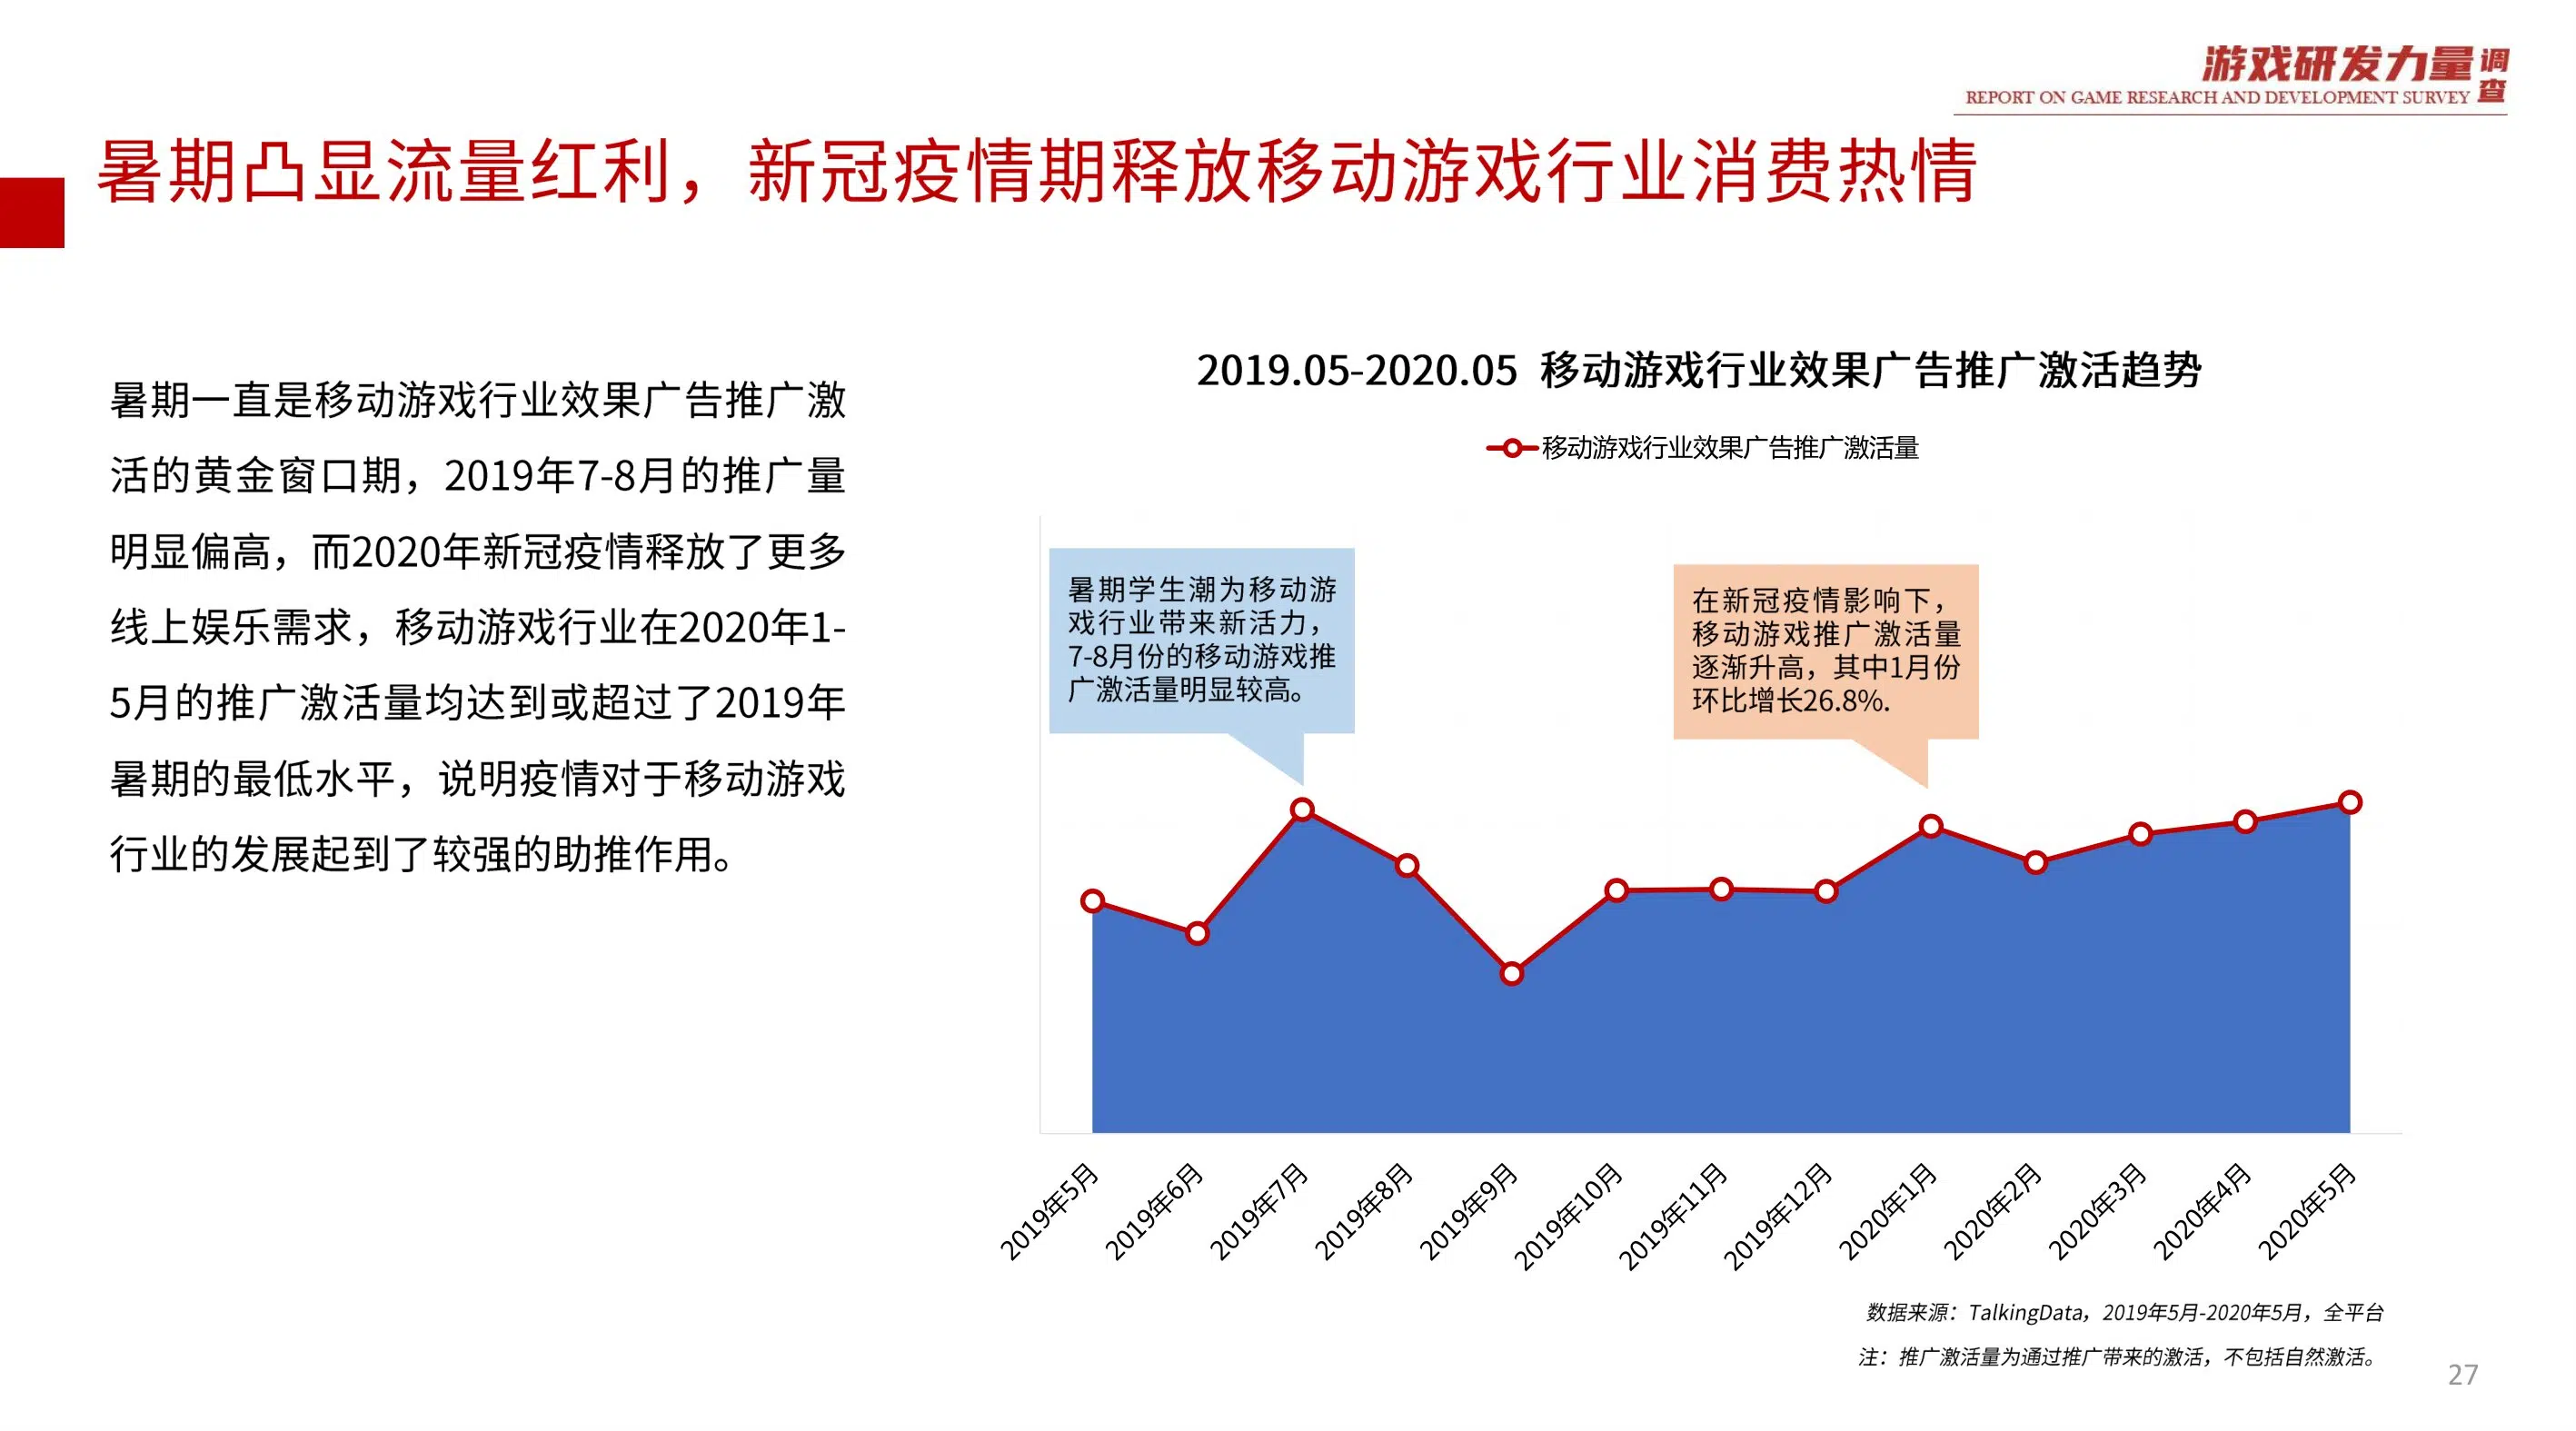 游戏研发力量调查
REPORT ON GAME RESEARCH AND DEVELOPMENT SURVEY
暑期凸显流量红利，新冠疫情期释放移动游戏行业消费热情
暑期一直是移动游戏行业效果广告推广激
活的黄金窗口期，2019年7-8月的推广量
明显偏高，而2020年新冠疫情释放了更多
线上娱乐需求，移动游戏行业在2020年1-
5月的推广激活量均达到或超过了2019年
暑期的最低水平，说明疫情对于移动游戏
行业的发展起到了较强的助推作用。
2019.05-2020.05 移动游戏行业效果广告推广激活趋势
移动游戏行业效果广告推广激活量
暑期学生潮为移动游
戏行业带来新活力，
7-8月份的移动游戏推
广激活量明显较高。
在新冠疫情影响下，
移动游戏推广激活量
逐渐升高，其中1月份
环比增长26.8%.
2019年5月
2019年6月
2019年7月
2019年8月
2019年9月
2019年10月
2019年11月
2019年12月
2020年1月
2020年2月
2020年3月
2020年4月
2020年5月
数据来源：TalkingData，2019年5月-2020年5月，全平台
注：推广激活量为通过推广带来的激活，不包括自然激活。
27